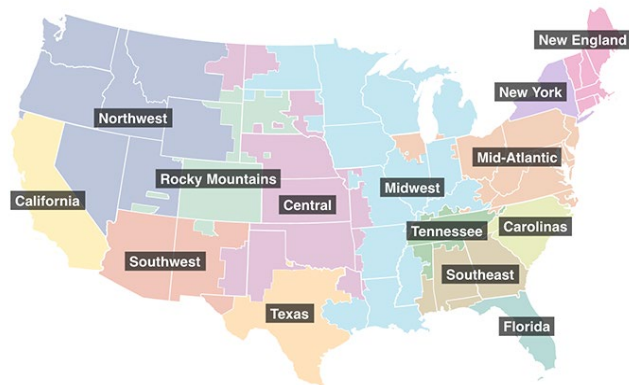 New England
New York
Northwest
Mid-Atlantic
Rocky Mountains
Midwest
California
Central
Tennessee
Carolinas
Southwest
Southeast
Texas
Florida